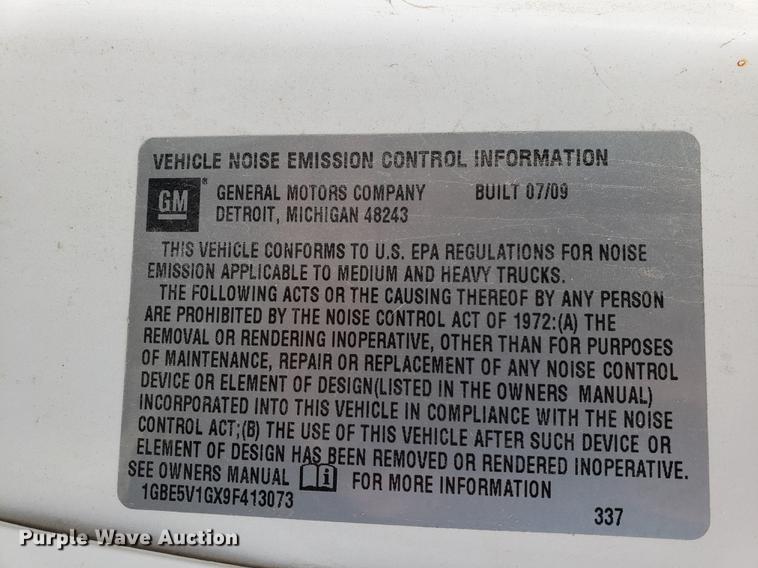 VEHICLE NOISE EMISSION CONTROL INFORMATION
GM ® GENERAL MOTORS COMPANY BUILT 07/09
DETROIT, MICHIGAN 48243
THIS VEHICLE CONFORMS TO U.S. EPA REGULATIONS FOR NOISE
EMISSION APPLICABLE TO MEDIUM AND HEAVY TRUCKS.
THE FOLLOWING ACTS OR THE CAUSING THEREOF BY ANY PERSON
ARE PROHIBITED BY THE NOISE CONTROL ACT OF 1972:(A) THE
REMOVAL OR RENDERING INOPERATIVE, OTHER THAN FOR PURPOSES
OF MAINTENANCE, REPAIR OR REPLACEMENT OF ANY NOISE CONTROL
DEVICE OR ELEMENT OF DESIGN(LISTED IN THE OWNERS MANUAL)
INCORPORATED INTO THIS VEHICLE IN COMPLIANCE WITH THE NOISE
CONTROL ACT;(B) THE USE OF THIS VEHICLE AFTER SUCH DEVICE OR
ELEMENT OF DESIGN HAS BEEN REMOVED OR RENDERED INOPERATIVE.
SEE OWNERS MANUAL i FOR MORE INFORMATION
1GBE5V1GX9F413073 337
Purple Wave Auction